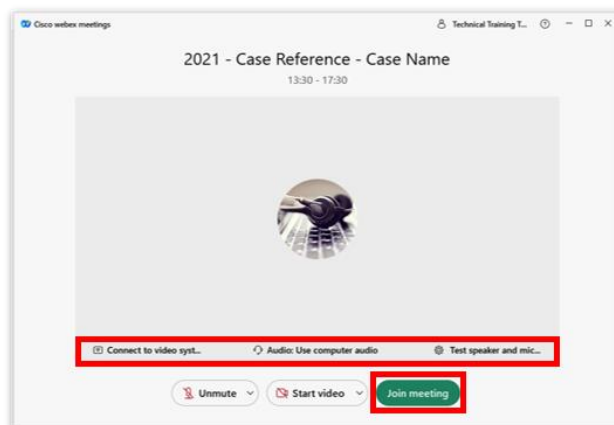 Cisco webex meetings Technical Training T...
2021 - Case Reference - Case Name
13:30 - 17:30
Connect to video syst... Audio: Use computer audio Test speaker and mic...
Unmute Start video Join meeting